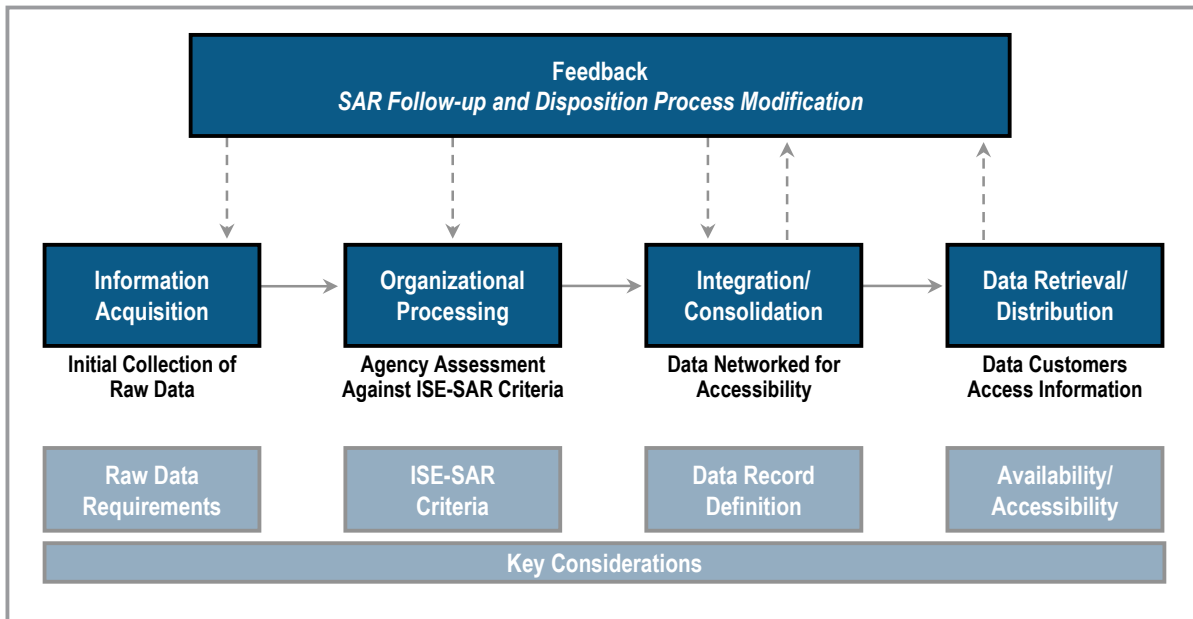 Feedback
SAR Follow-up and Disposition Process Modification
Information
Acquisition
Organizational
Processing
Integration/
Consolidation
Data Retrieval/
Distribution
Initial Collection of
Raw Data
Agency Assessment
Against ISE-SAR Criteria
Data Networked for
Accessibility
Data Customers
Access Information
Raw Data
Requirements
ISE-SAR
Criteria
Data Record
Definition
Availability/
Accessibility
Key Considerations